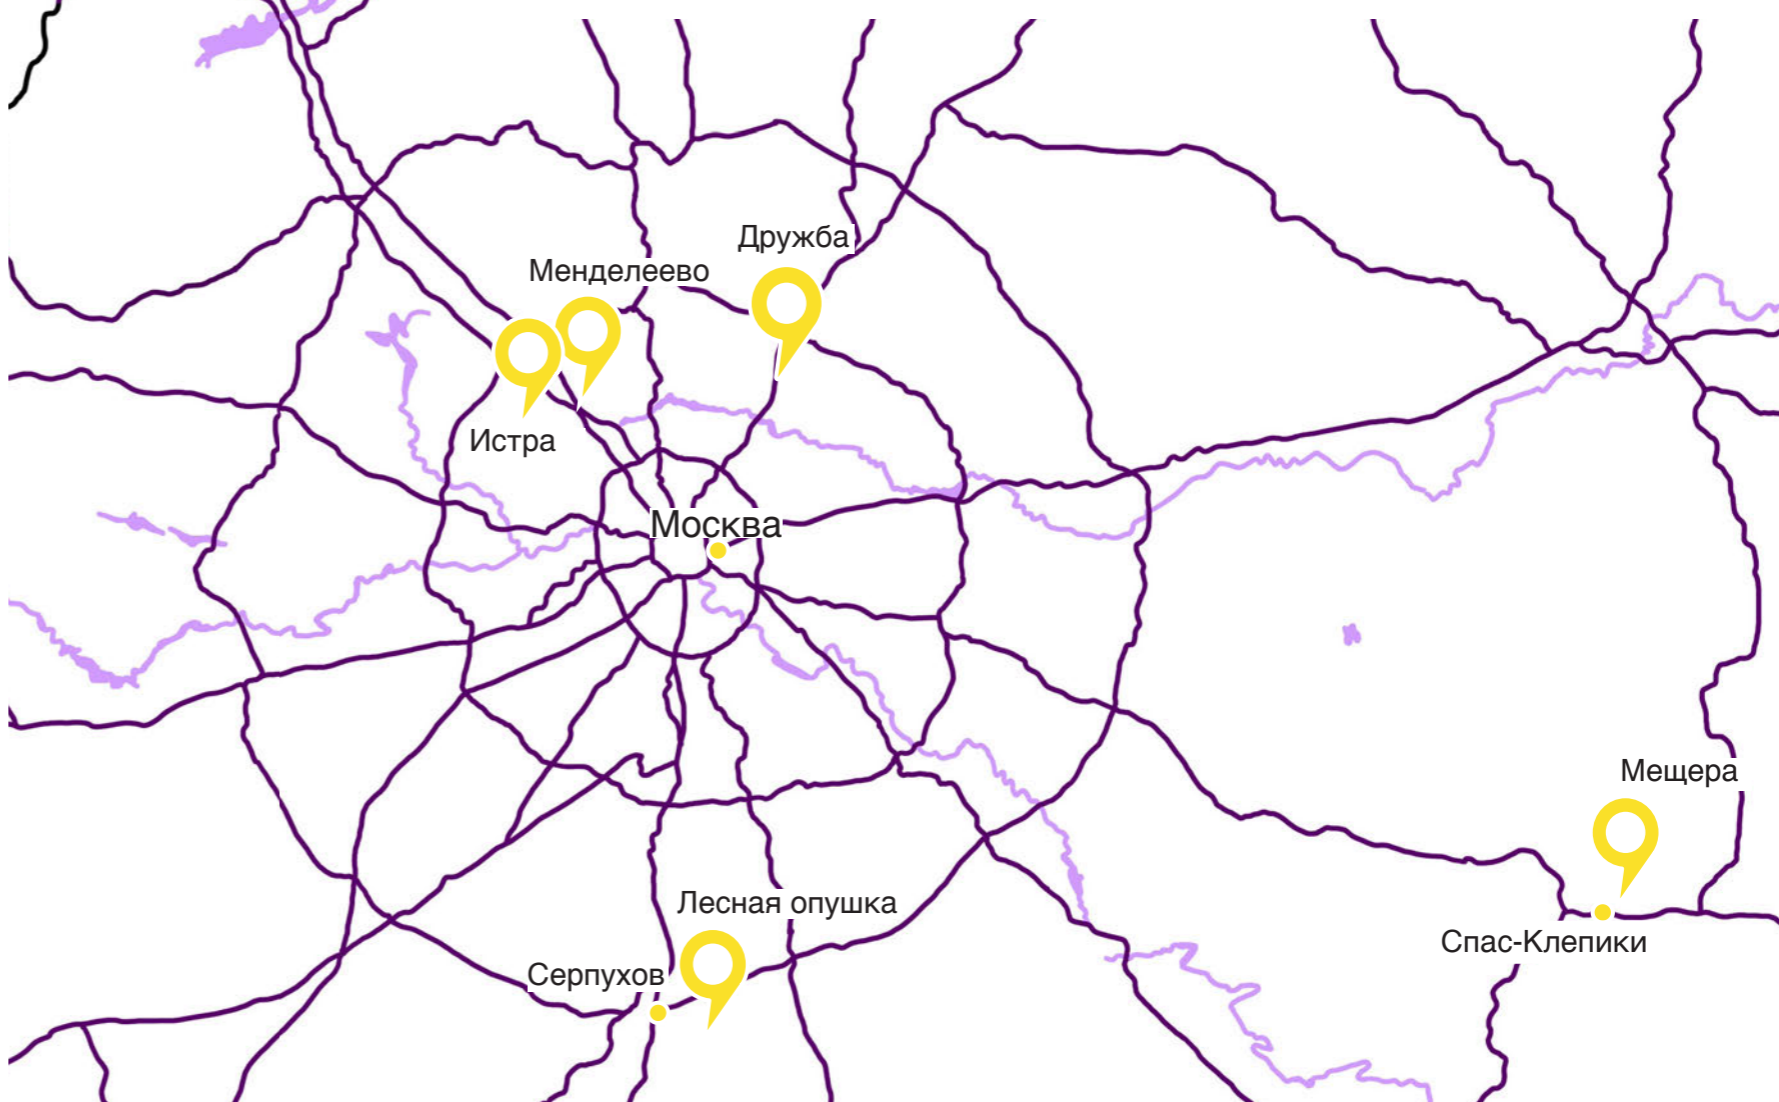 Дружба
Менделеево
Истра
Москва
Мещера
Лесная опушка
Спас-Клепики
Серпухов